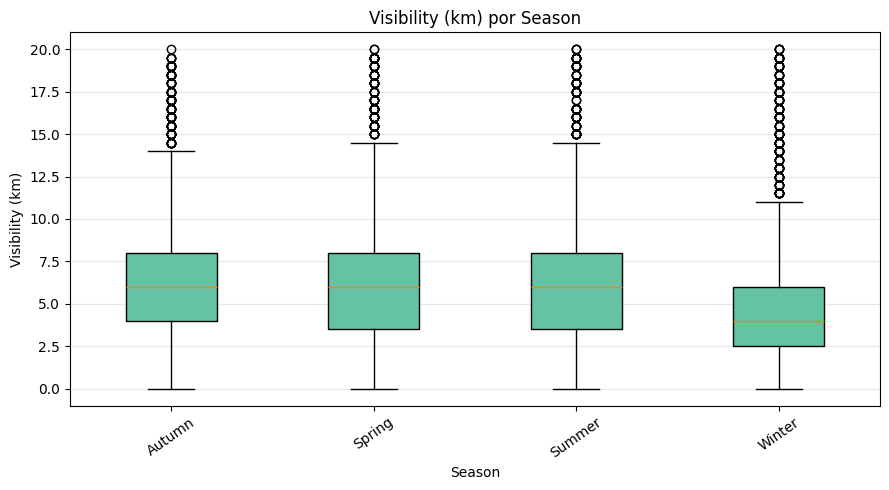 Visibility (km) por Season
Visibility (km)
20.0
17.5
15.0
12.5
10.0
7.5
5.0
2.5
0.0
Autumn
Spring
Summer
Winter
Season